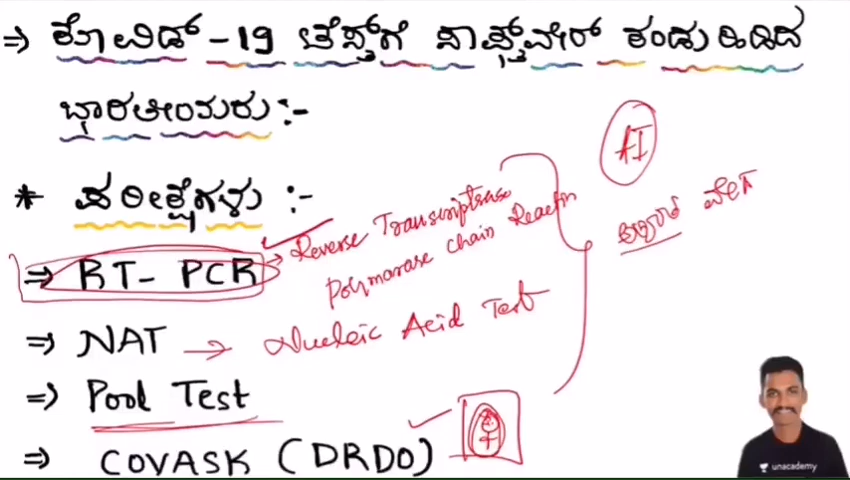 ⇒ ಕೋವಿಡ್ -19 ಟೆಸ್ಟ್‌ಗೆ ಸಾಫ್ಟ್‌ವೇರ್ ಕಂಡುಹಿಡಿದ
ಭಾರತೀಯರು :-
AI
* ಪರೀಕ್ಷೆಗಳು :-
⇒ RT- PCR → Reverse Transcriptase
Polymarase chain Reaction
⇒ NAT → Nucleic Acid Test
⇒ Pool Test
⇒ COVASK (DRDO)
unacademy